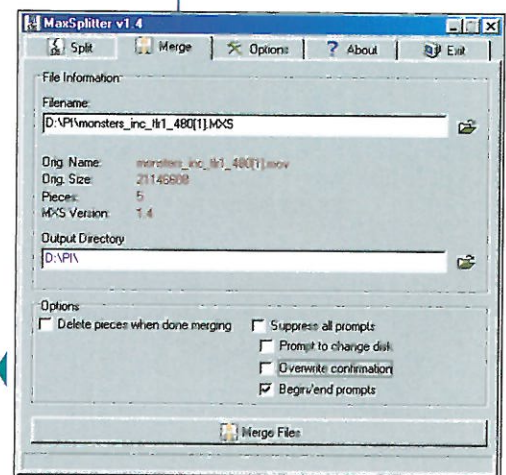 MaxSplitter v1.4
Split Merge Options ? About Exit
File Information
Filename:
D:\PI\monsters_inc_tlr1_480[1].MXS
Orig. Name: monsters_inc_tlr1_480[1].mov
Orig. Size: 21146608
Pieces: 5
MXS Version: 1.4
Output Directory
D:\PI\
Options
Delete pieces when done merging Suppress all prompts
Prompt to change disk
Overwrite confirmation
Begin/end prompts
Merge Files